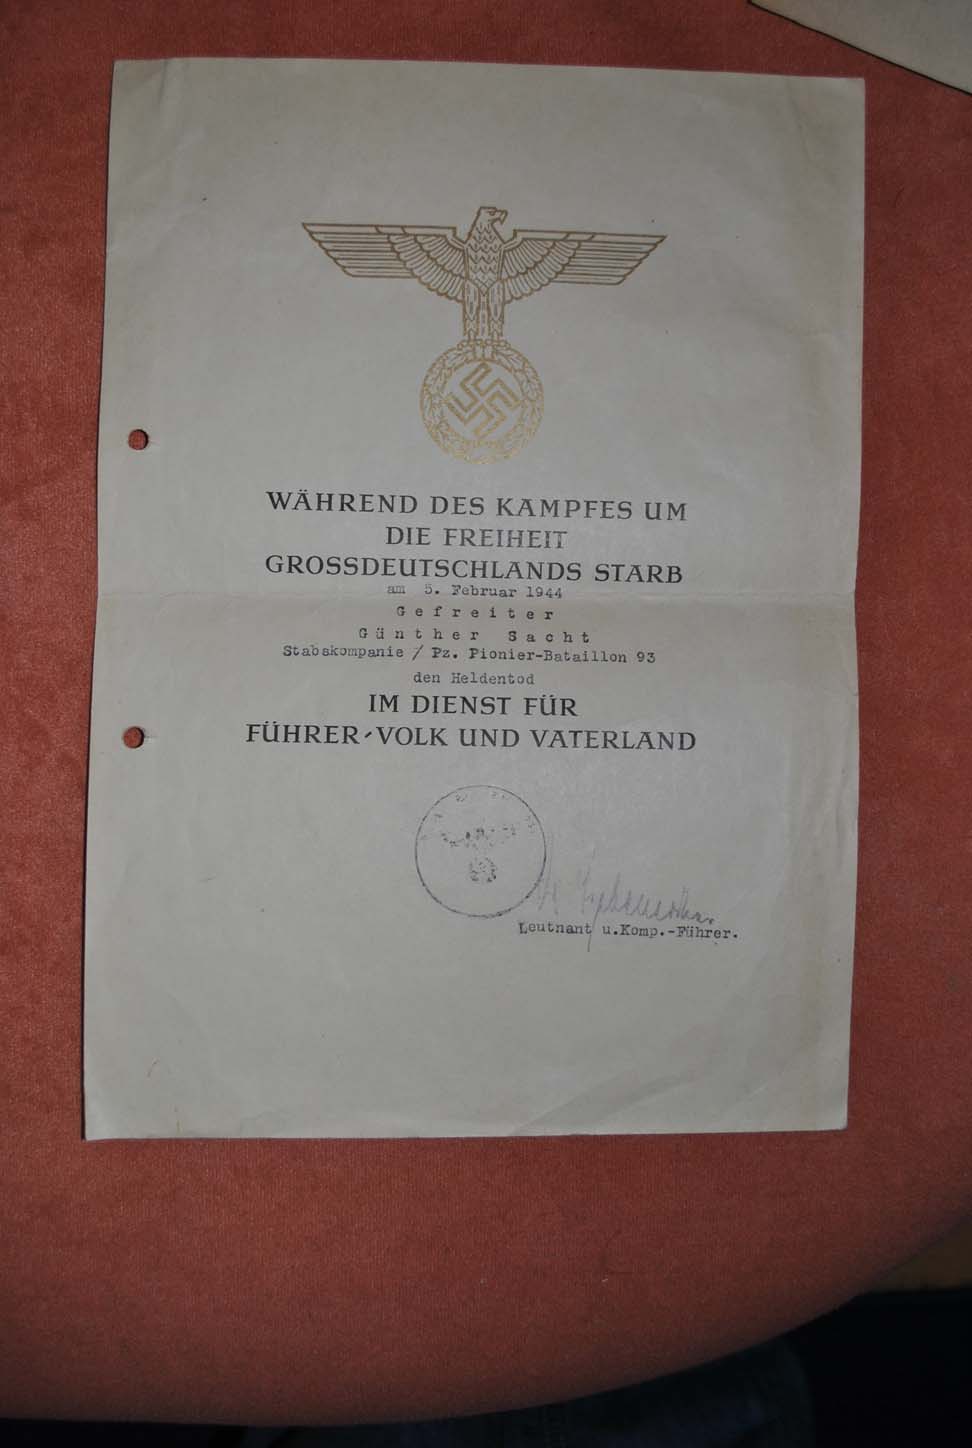 WÄHREND DES KAMPFES UM
DIE FREIHEIT
GROSSDEUTSCHLANDS STARB
am 5. Februar 1944
Gefreiter
Günther Sacht
Stabskompanie / Pz. Pionier-Bataillon 93
den Heldentod
IM DIENST FÜR
FÜHRER-VOLK UND VATERLAND
Leutnant u.Komp.-Führer.